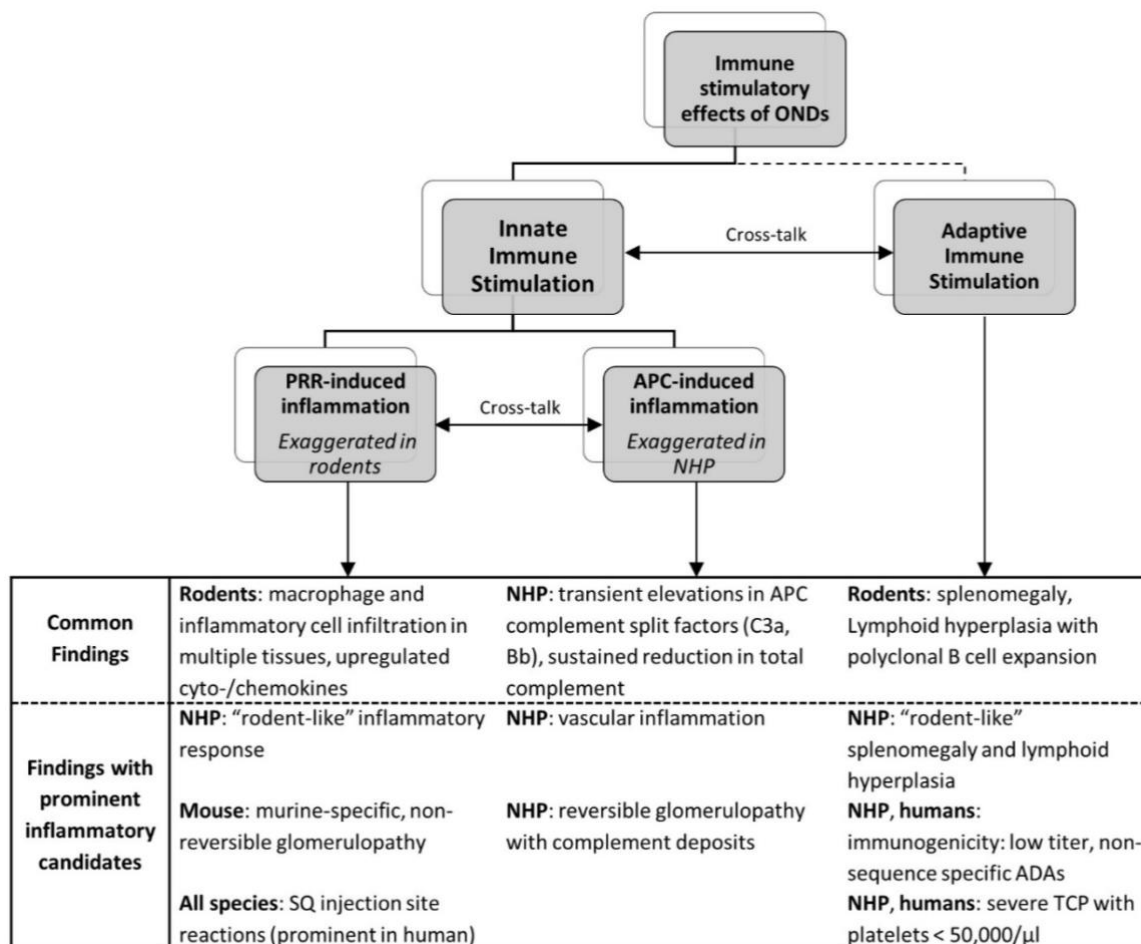 Immune
stimulatory
effects of ONDs
Innate
Immune
Stimulation
Cross-talk
Adaptive
Immune
Stimulation
PRR-induced
inflammation
Exaggerated in
rodents
Cross-talk
APC-induced
inflammation
Exaggerated in
NHP
Common
Findings
Rodents: macrophage and
inflammatory cell infiltration in
multiple tissues, upregulated
cyto-/chemokines
NHP: transient elevations in APC
complement split factors (C3a,
Bb), sustained reduction in total
complement
Rodents: splenomegaly,
Lymphoid hyperplasia with
polyclonal B cell expansion
Findings with
prominent
inflammatory
candidates
NHP: “rodent-like” inflammatory
response
Mouse: murine-specific, non-
reversible glomerulopathy
All species: SQ injection site
reactions (prominent in human)
NHP: vascular inflammation
NHP: reversible glomerulopathy
with complement deposits
NHP: “rodent-like”
splenomegaly and lymphoid
hyperplasia
NHP, humans:
immunogenicity: low titer, non-
sequence specific ADAs
NHP, humans: severe TCP with
platelets < 50,000/µl